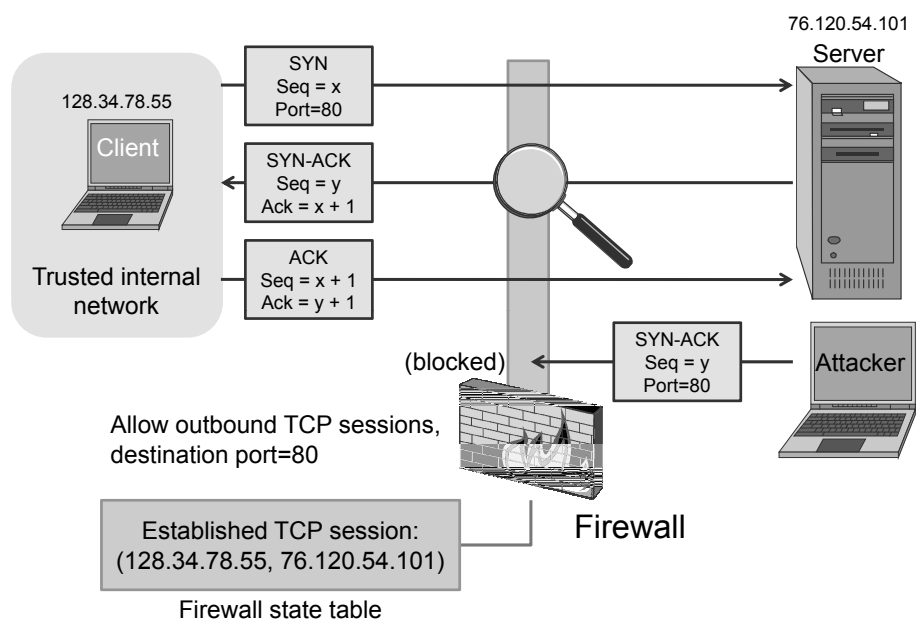 76.120.54.101
Server
SYN
Seq = x
Port=80
128.34.78.55
Client
SYN-ACK
Seq = y
Ack = x + 1
Trusted internal
network
ACK
Seq = x + 1
Ack = y + 1
SYN-ACK
Seq = y
Port=80
Attacker
(blocked)
Allow outbound TCP sessions,
destination port=80
Firewall
Established TCP session:
(128.34.78.55, 76.120.54.101)
Firewall state table